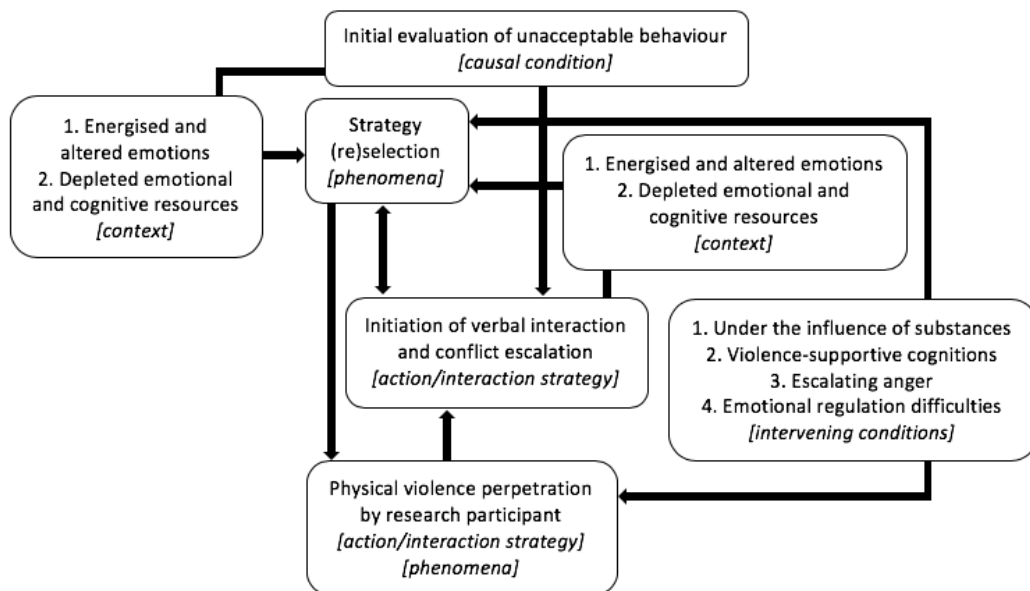 Initial evaluation of unacceptable behaviour
[causal condition]
1. Energised and
altered emotions
2. Depleted emotional
and cognitive resources
[context]
Strategy
(re)selection
[phenomena]
1. Energised and altered emotions
2. Depleted emotional and
cognitive resources
[context]
Initiation of verbal interaction
and conflict escalation
[action/interaction strategy]
1. Under the influence of substances
2. Violence-supportive cognitions
3. Escalating anger
4. Emotional regulation difficulties
[intervening conditions]
Physical violence perpetration
by research participant
[action/interaction strategy]
[phenomena]